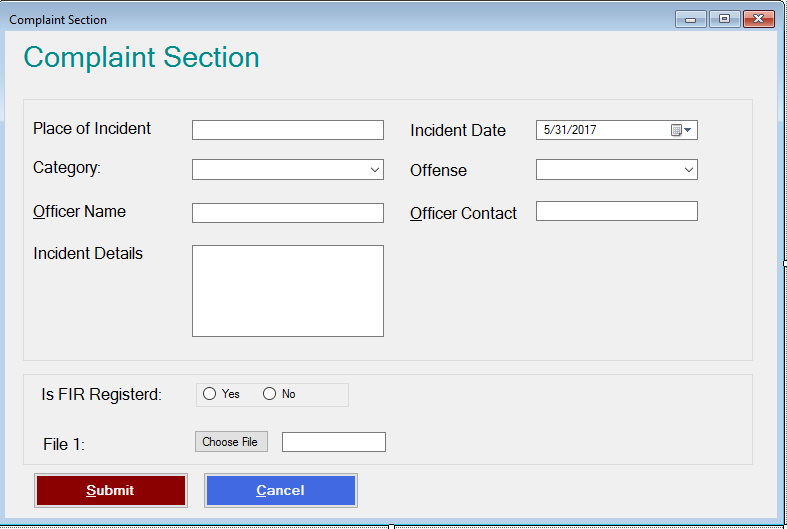 Complaint Section
Complaint Section
Place of Incident
Incident Date 5/31/2017
Category:
Offense
Officer Name
Officer Contact
Incident Details
Is FIR Registerd: Yes No
File 1: Choose File
Submit Cancel